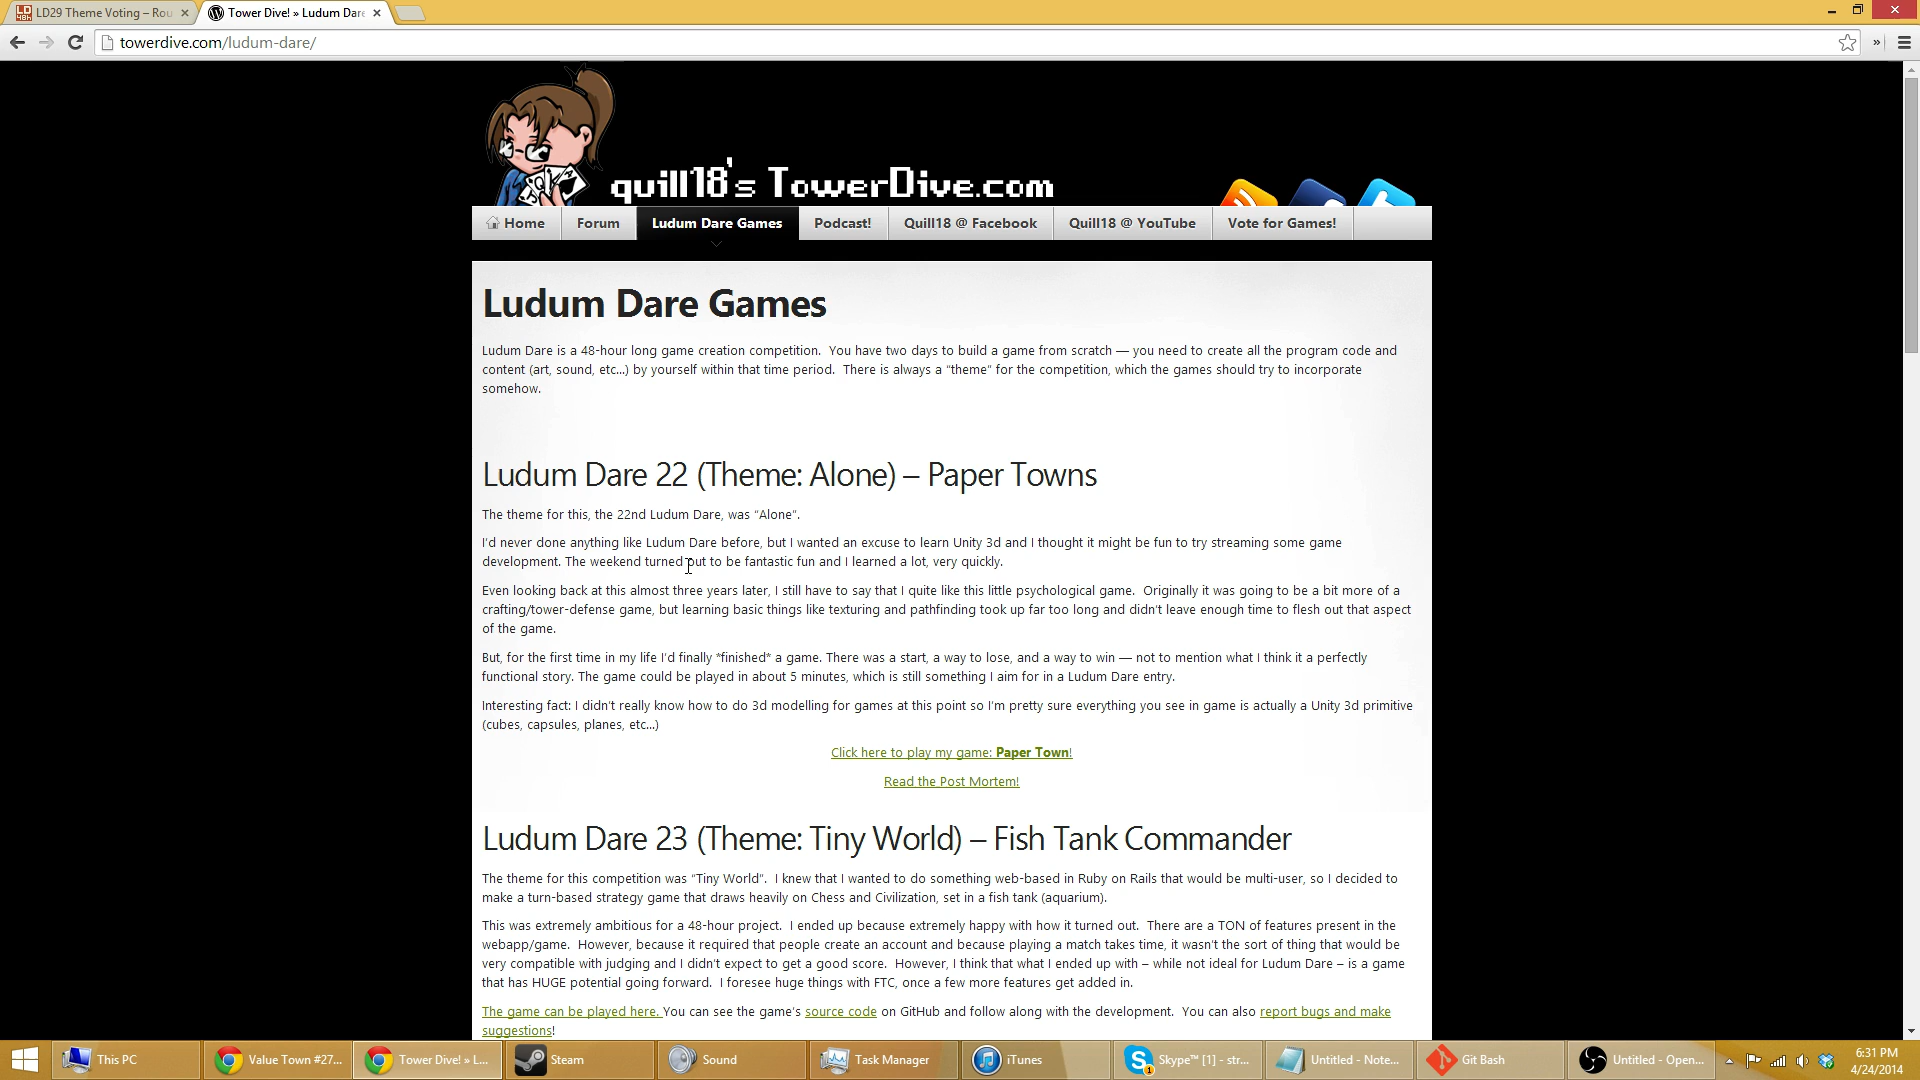 LD29 Theme Voting – Rou
Tower Dive! » Ludum Dare
towerdive.com/ludum-dare/
quill18's TowerDive.com
Home
Forum
Ludum Dare Games
Podcast!
Quill18 @ Facebook
Quill18 @ YouTube
Vote for Games!
Ludum Dare Games
Ludum Dare is a 48-hour long game creation competition.  You have two days to build a game from scratch — you need to create all the program code and
content (art, sound, etc...) by yourself within that time period.  There is always a “theme” for the competition, which the games should try to incorporate
somehow.
Ludum Dare 22 (Theme: Alone) – Paper Towns
The theme for this, the 22nd Ludum Dare, was “Alone”.
I’d never done anything like Ludum Dare before, but I wanted an excuse to learn Unity 3d and I thought it might be fun to try streaming some game
development. The weekend turned out to be fantastic fun and I learned a lot, very quickly.
Even looking back at this almost three years later, I still have to say that I quite like this little psychological game.  Originally it was going to be a bit more of a
crafting/tower-defense game, but learning basic things like texturing and pathfinding took up far too long and didn’t leave enough time to flesh out that aspect
of the game.
But, for the first time in my life I’d finally *finished* a game. There was a start, a way to lose, and a way to win — not to mention what I think it a perfectly
functional story. The game could be played in about 5 minutes, which is still something I aim for in a Ludum Dare entry.
Interesting fact: I didn’t really know how to do 3d modelling for games at this point so I’m pretty sure everything you see in game is actually a Unity 3d primitive
(cubes, capsules, planes, etc...)
Click here to play my game: Paper Town!
Read the Post Mortem!
Ludum Dare 23 (Theme: Tiny World) – Fish Tank Commander
The theme for this competition was “Tiny World”.  I knew that I wanted to do something web-based in Ruby on Rails that would be multi-user, so I decided to
make a turn-based strategy game that draws heavily on Chess and Civilization, set in a fish tank (aquarium).
This was extremely ambitious for a 48-hour project.  I ended up because extremely happy with how it turned out.  There are a TON of features present in the
webapp/game.  However, because it required that people create an account and because playing a match takes time, it wasn’t the sort of thing that would be
very compatible with judging and I didn’t expect to get a good score.  However, I think that what I ended up with – while not ideal for Ludum Dare – is a game
that has HUGE potential going forward.  I foresee huge things with FTC, once a few more features get added in.
The game can be played here. You can see the game’s source code on GitHub and follow along with the development.  You can also report bugs and make
suggestions!
This PC
Value Town #27...
Tower Dive! » L...
Steam
Sound
Task Manager
iTunes
Skype™ [1] - str...
Untitled - Note...
Git Bash
Untitled - Open...
6:31 PM
4/24/2014